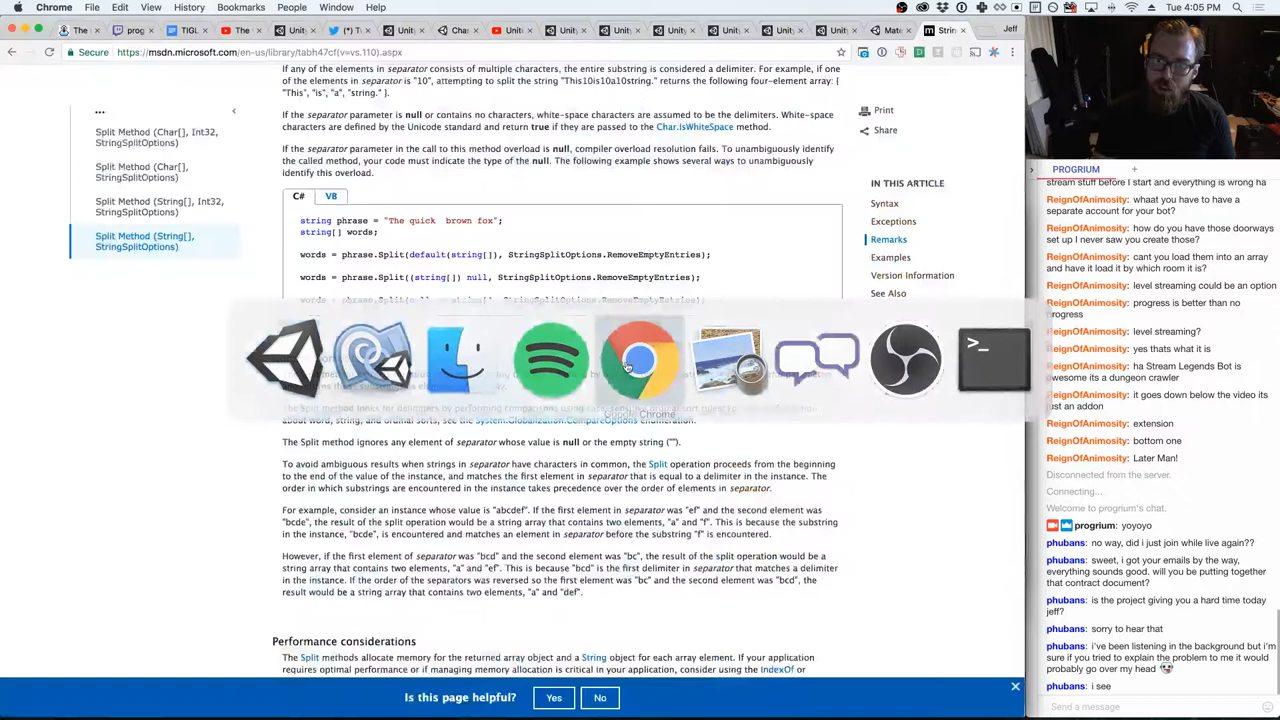 Chrome File Edit View History Bookmarks People Window Help
Tue 4:05 PM
The prog TIGL The Unity (*) T Unity Cha Unit Unity Unity Unity Unity Unity Unity Mate Strin Jeff
Secure https://msdn.microsoft.com/en-us/library/tabh47cf(v=vs.110).aspx
...
Split Method (Char[], Int32,
StringSplitOptions)
Split Method (Char[],
StringSplitOptions)
Split Method (String[], Int32,
StringSplitOptions)
Split Method (String[],
StringSplitOptions)
If any of the elements in separator consists of multiple characters, the entire substring is considered a delimiter. For example, if one
of the elements in separator is "10", attempting to split the string "This10is10a10string." returns the following four-element array: {
"This", "is", "a", "string." }.
If the separator parameter is null or contains no characters, white-space characters are assumed to be the delimiters. White-space
characters are defined by the Unicode standard and return true if they are passed to the Char.IsWhiteSpace method.
If the separator parameter in the call to this method overload is null, compiler overload resolution fails. To unambiguously identify
the called method, your code must indicate the type of the null. The following example shows several ways to unambiguously
identify this overload.
C# VB
string phrase = "The quick  brown fox";
string[] words;
words = phrase.Split(default(string[]), StringSplitOptions.RemoveEmptyEntries);
words = phrase.Split((string[]) null, StringSplitOptions.RemoveEmptyEntries);
Google Chrome
The Split method ignores any element of separator whose value is null or the empty string ("").
To avoid ambiguous results when strings in separator have characters in common, the Split operation proceeds from the beginning
to the end of the value of the instance, and matches the first element in separator that is equal to a delimiter in the instance. The
order in which substrings are encountered in the instance takes precedence over the order of elements in separator.
For example, consider an instance whose value is "abcdef". If the first element in separator was "ef" and the second element was
"bcde", the result of the split operation would be a string array that contains two elements, "a" and "f". This is because the substring
in the instance, "bcde", is encountered and matches an element in separator before the substring "f" is encountered.
However, if the first element of separator was "bcd" and the second element was "bc", the result of the split operation would be a
string array that contains two elements, "a" and "ef". This is because "bcd" is the first delimiter in separator that matches a delimiter
in the instance. If the order of the separators was reversed so the first element was "bc" and the second element was "bcd", the
result would be a string array that contains two elements, "a" and "def".
Performance considerations
The Split methods allocate memory for the returned array object and a String object for each array element. If your application
requires optimal performance or if managing memory allocation is critical in your application, consider using the IndexOf or
Print
Share
IN THIS ARTICLE
Syntax
Exceptions
Remarks
Examples
Version Information
See Also
Is this page helpful? Yes No
PROGRIUM
stream stuff before I start and everything is wrong ha
ReignOfAnimosity: whaat you have to have a
separate account for your bot?
ReignOfAnimosity: how do you have those doorways
set up I never saw you create those?
ReignOfAnimosity: cant you load them into an array
and have it load it by which room it is?
ReignOfAnimosity: level streaming could be an option
ReignOfAnimosity: progress is better than no
progress
ReignOfAnimosity: level streaming?
ReignOfAnimosity: yes thats what it is
ReignOfAnimosity: ha Stream Legends Bot is
awesome its a dungeon crawler
ReignOfAnimosity: it goes down below the video its
just an addon
ReignOfAnimosity: extension
ReignOfAnimosity: bottom one
ReignOfAnimosity: Later Man!
Disconnected from the server.
Connecting...
Welcome to progrium's chat.
progrium: yoyoyo
phubans: no way, did i just join while live again??
phubans: sweet, i got your emails by the way,
everything sounds good. will you be putting together
that contract document?
phubans: is the project giving you a hard time today
jeff?
phubans: sorry to hear that
phubans: i've been listening in the background but i'm
sure if you tried to explain the problem to me it would
probably go over my head
phubans: i see
Send a message